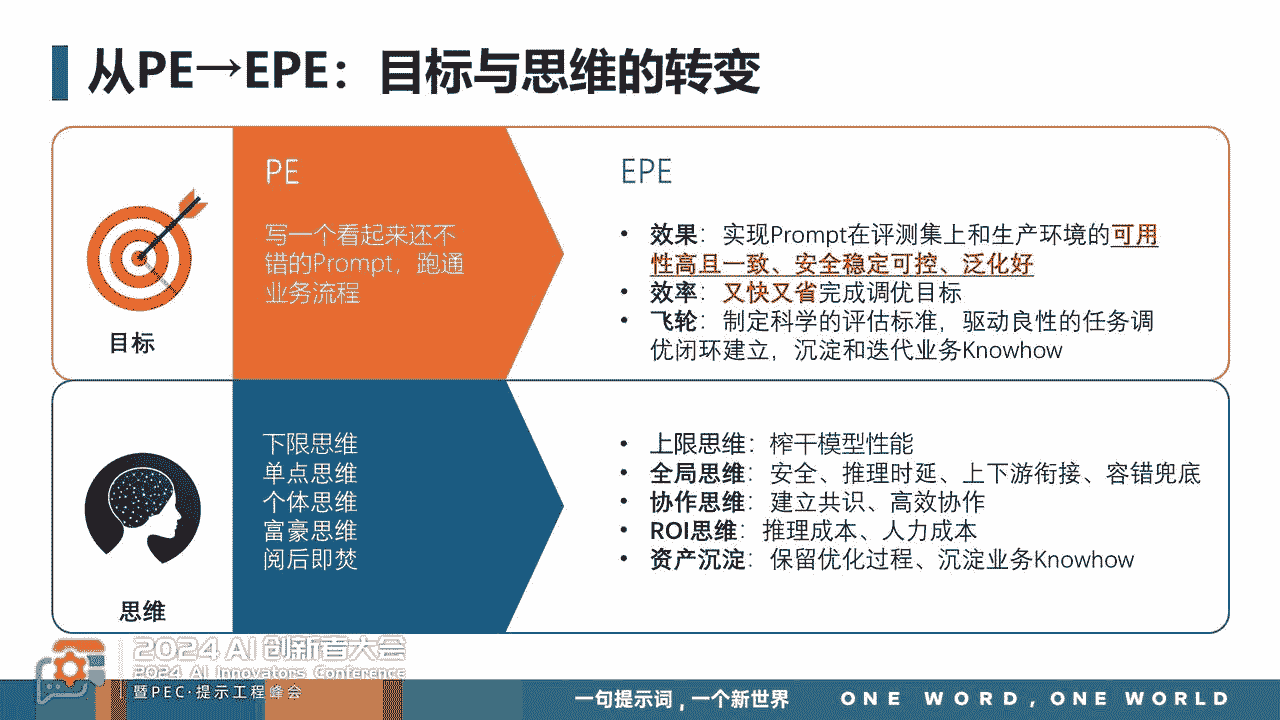 从PE→EPE：目标与思维的转变
PE
写一个看起来还不
错的Prompt，跑通
业务流程
目标
EPE
• 效果：实现Prompt在评测集上和生产环境的可用
性高且一致、安全稳定可控、泛化好
• 效率：又快又省完成调优目标
• 飞轮：制定科学的评估标准，驱动良性的任务调
优闭环建立，沉淀和迭代业务Knowhow
下限思维
单点思维
个体思维
富豪思维
阅后即焚
思维
• 上限思维：榨干模型性能
• 全局思维：安全、推理时延、上下游衔接、容错兜底
• 协作思维：建立共识、高效协作
• ROI思维：推理成本、人力成本
• 资产沉淀：保留优化过程、沉淀业务Knowhow
2024 AI 创新者大会
2024 AI Innovators Conference
暨PEC·提示工程峰会
一句提示词，一个新世界
ONE WORD, ONE WORLD